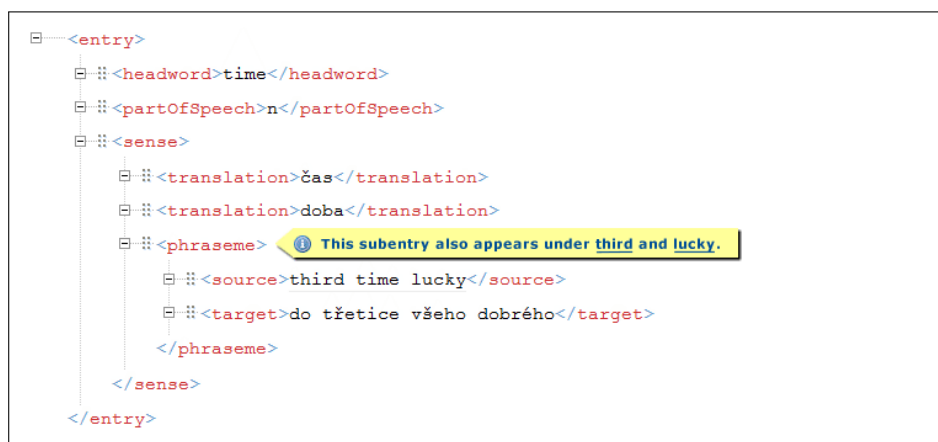 <entry>
<headword>time</headword>
<partOfSpeech>n</partOfSpeech>
<sense>
<translation>čas</translation>
<translation>doba</translation>
<phraseme> This subentry also appears under third and lucky.
<source>third time lucky</source>
<target>do třetice všeho dobrého</target>
</phraseme>
</sense>
</entry>